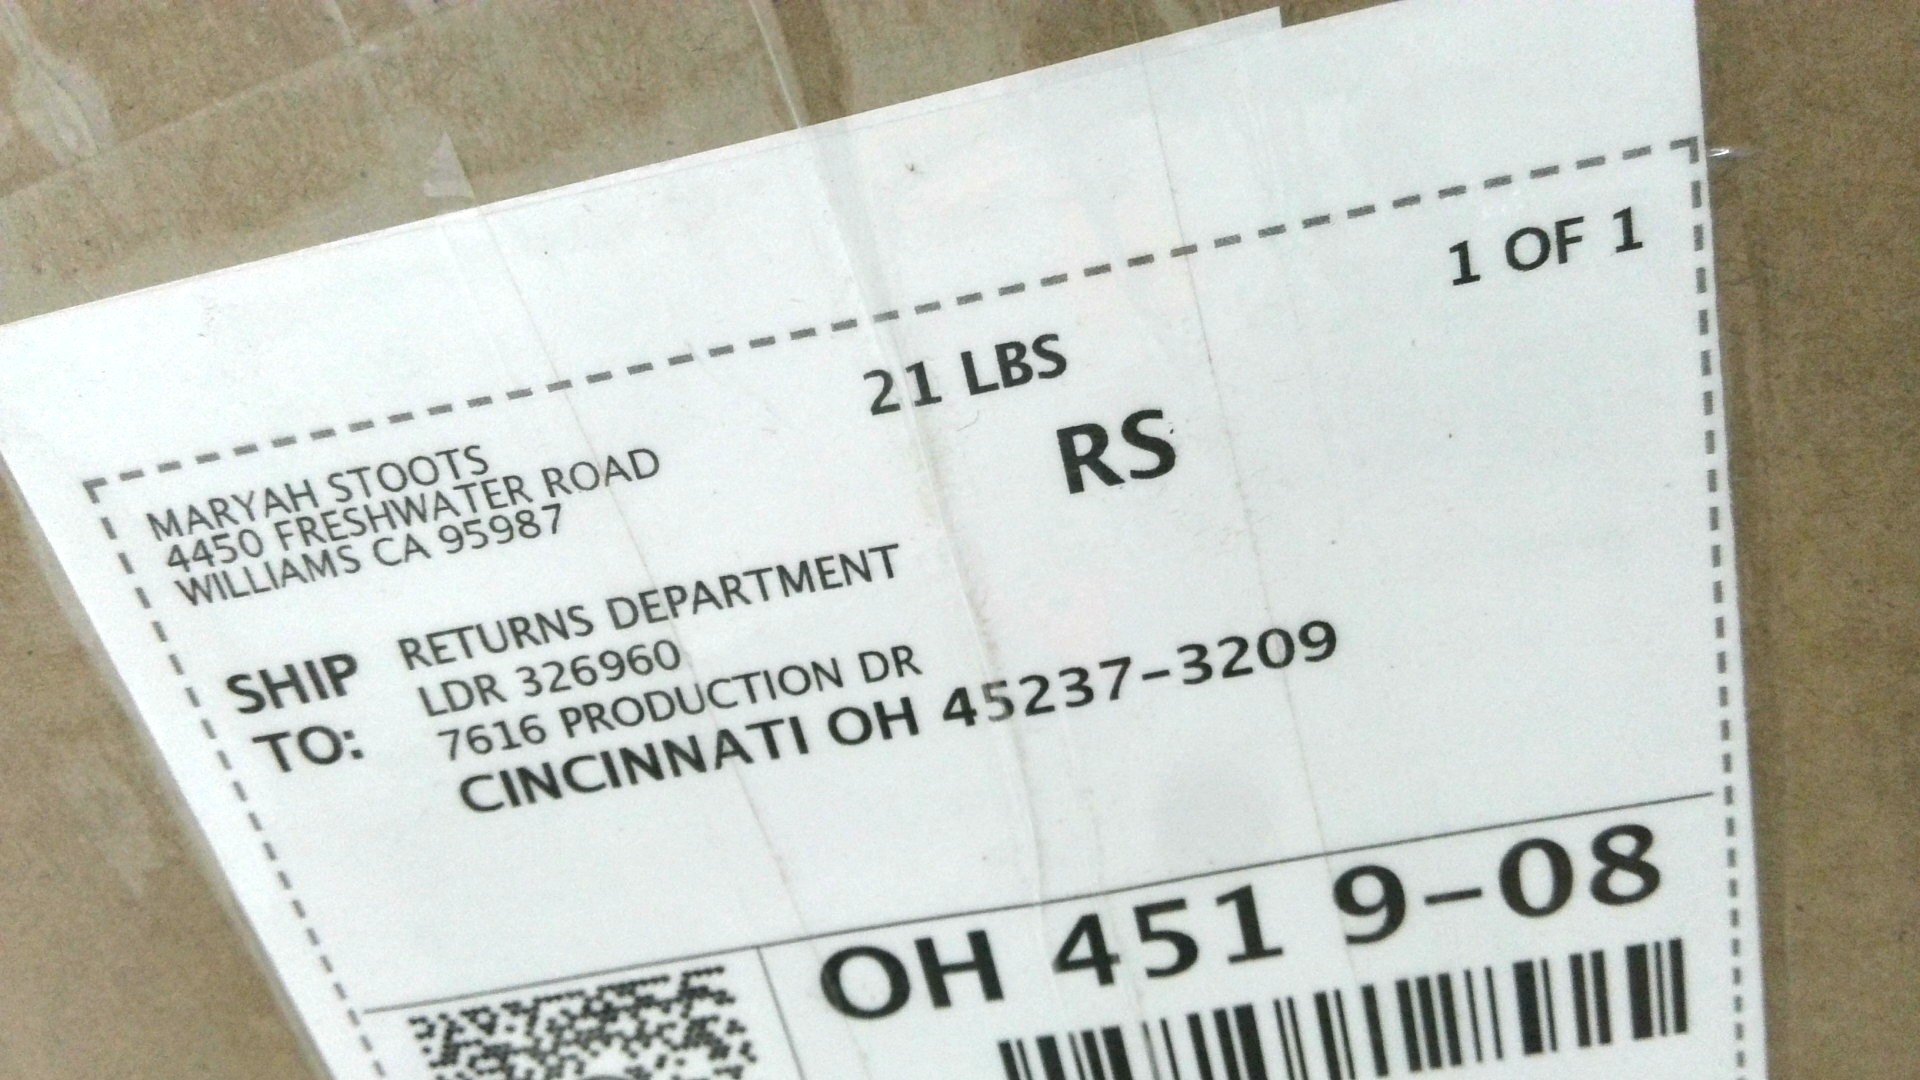 1 OF 1
21 LBS
RS
MARYAH STOOTS
4450 FRESHWATER ROAD
WILLIAMS CA 95987
SHIP TO:
RETURNS DEPARTMENT
LDR 326960
7616 PRODUCTION DR
CINCINNATI OH 45237-3209
OH 451 9-08